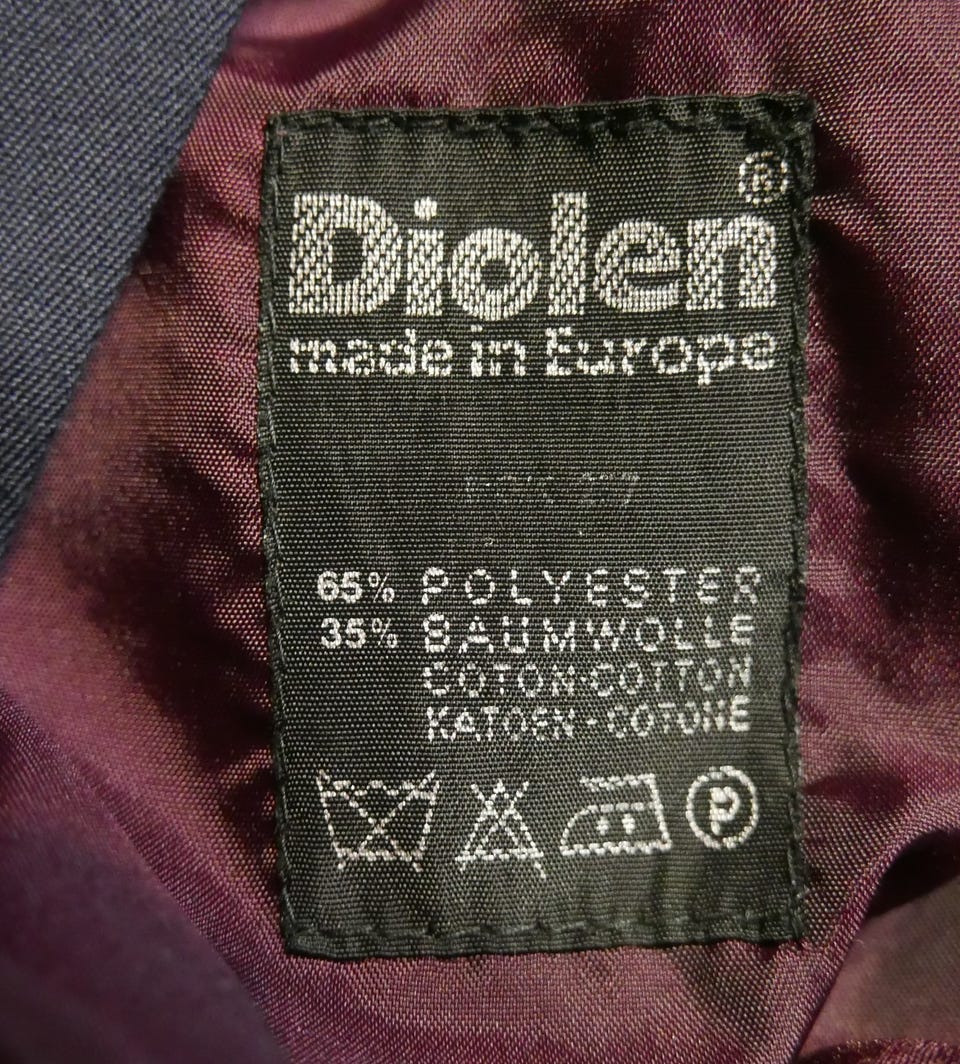 Diolen®
made in Europe
65% POLYESTER
35% BAUMWOLLE
COTON·COTTON
KATOEN·COTONE
P